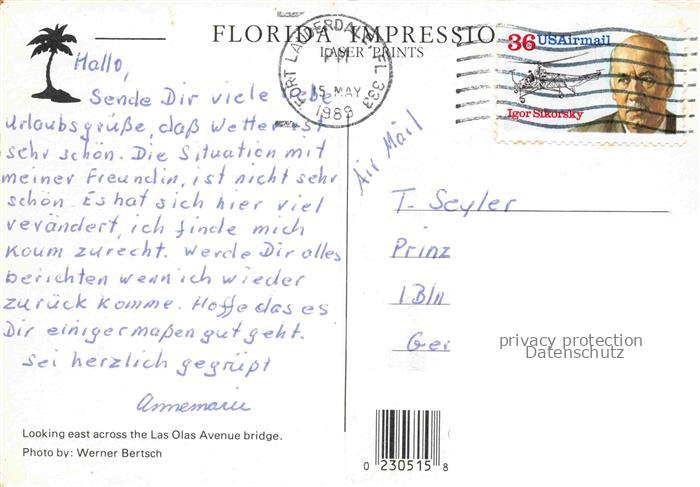 FLORIDA IMPRESSIO
LASER PRINTS
FORT LAUDERDALE, FL 333
PM
15 MAY
1989
36 USAirmail
Igor Sikorsky
Hallo,
Sende Dir viele liebe
Urlaubsgrüße, daß Wetter ist
sehr schön. Die Situation mit
meiner Freundin, ist nicht sehr
schön. Es hat sich hier viel
verändert, ich finde mich
koum zurecht. Werde Dir alles
berichten wenn ich wieder
zurück komme. Hoffe das es
Dir einigermaßen gut geht.
Sei herzlich gegrüßt
Annemarie
Air Mail
T. Seyler
Prinz
1 Bln
Ger
privacy protection
Datenschutz
Looking east across the Las Olas Avenue bridge.
Photo by: Werner Bertsch
0 230515 8